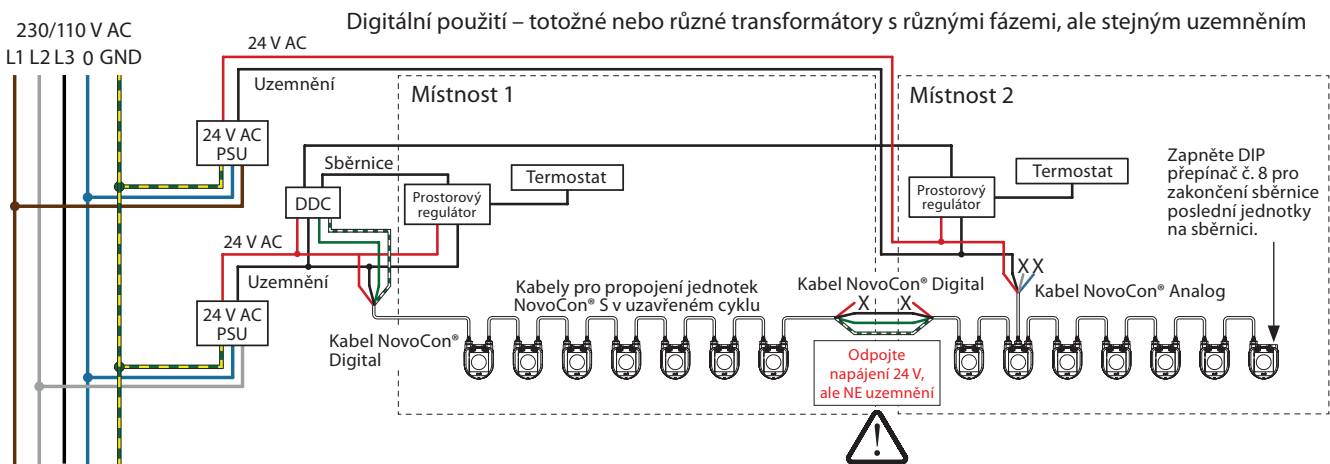 Digitální použití – totožné nebo různé transformátory s různými fázemi, ale stejným uzemněním
230/110 V AC
L1 L2 L3 0 GND
24 V AC
Uzemnění
24 V AC
PSU
Místnost 1
Místnost 2
Sběrnice
Termostat
Termostat
DDC
Prostorový
regulátor
Prostorový
regulátor
Zapněte DIP
přepínač č. 8 pro
zakončení sběrnice
poslední jednotky
na sběrnici.
24 V AC
Uzemnění
24 V AC
PSU
Kabel NovoCon®
Digital
Kabely pro propojení jednotek
NovoCon® S v uzavřeném cyklu
Kabel NovoCon® Digital
X X
XX
Kabel NovoCon® Analog
Odpojte
napájení 24 V,
ale NE uzemnění
!